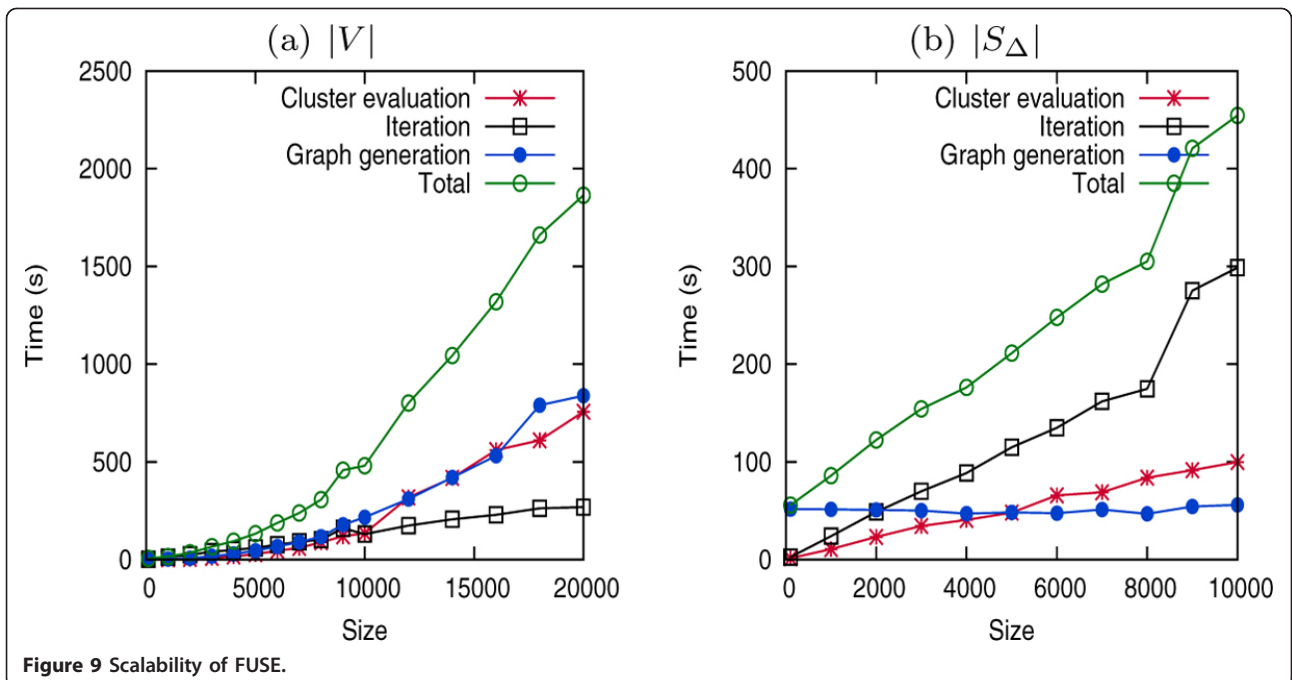 (a) |V|
2500
2000
1500
1000
500
0
Time (s)
Cluster evaluation
Iteration
Graph generation
Total
0 5000 10000 15000 20000
Size
(b) |S_Δ|
500
400
300
200
100
0
Time (s)
Cluster evaluation
Iteration
Graph generation
Total
0 2000 4000 6000 8000 10000
Size
Figure 9 Scalability of FUSE.